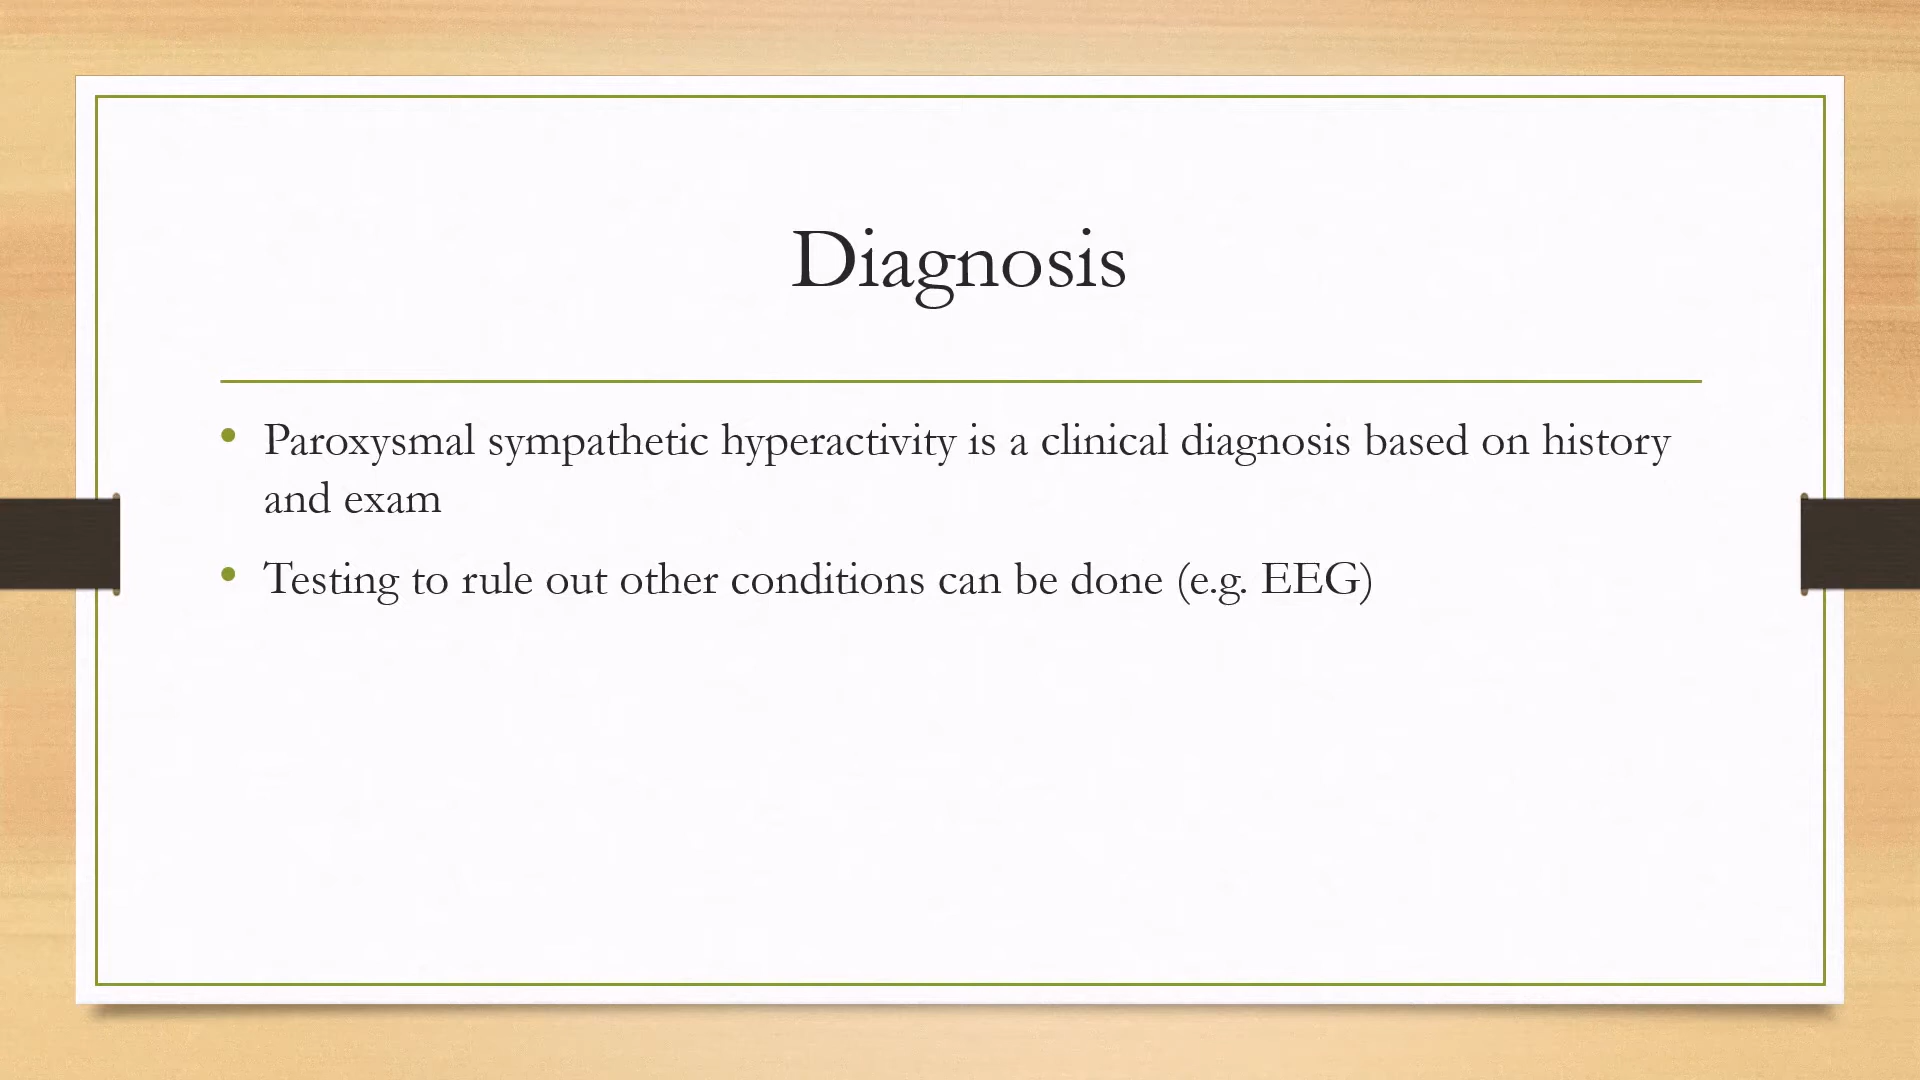 Diagnosis
• Paroxysmal sympathetic hyperactivity is a clinical diagnosis based on history
and exam
• Testing to rule out other conditions can be done (e.g. EEG)